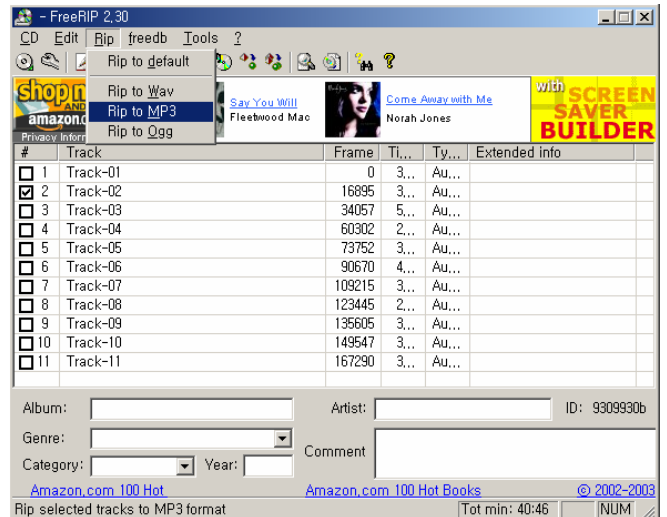 - FreeRIP 2,30
CD Edit Rip freedb Tools ?
Rip to default
Rip to Wav
Rip to MP3
Rip to Ogg
shop
AND
amazon.c
Privacy Inform
Say You Will
Fleetwood Mac
Come Away with Me
Norah Jones
with
SCREEN
SAVER
BUILDER
# Track Frame Ti... Ty... Extended info
1 Track-01 0 3... Au...
2 Track-02 16895 3... Au...
3 Track-03 34057 5... Au...
4 Track-04 60302 2... Au...
5 Track-05 73752 3... Au...
6 Track-06 90670 4... Au...
7 Track-07 109215 3... Au...
8 Track-08 123445 2... Au...
9 Track-09 135605 3... Au...
10 Track-10 149547 3... Au...
11 Track-11 167290 3... Au...
Album: Artist: ID: 9309930b
Genre:
Comment
Category: Year:
Amazon,com 100 Hot Amazon,com 100 Hot Books © 2002-2003
Rip selected tracks to MP3 format Tot min: 40:46 NUM